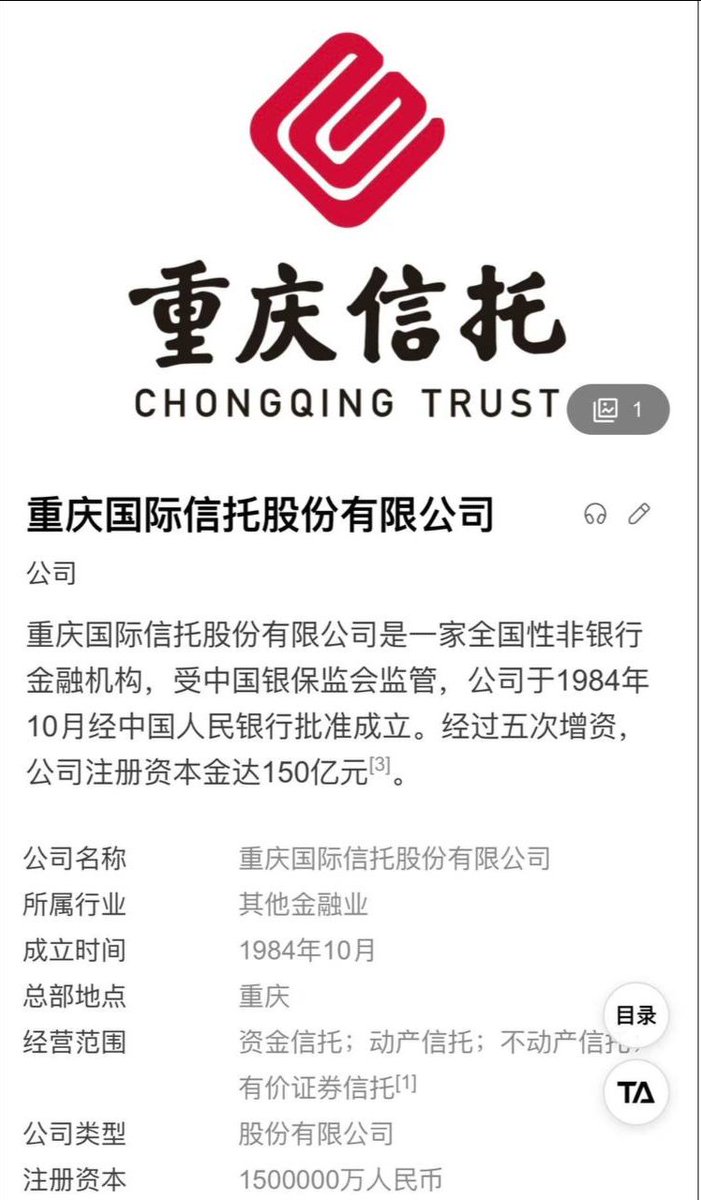 重庆信托
CHONGQING TRUST
1
重庆国际信托股份有限公司
公司
重庆国际信托股份有限公司是一家全国性非银行
金融机构，受中国银保监会监管，公司于1984年
10月经中国人民银行批准成立。经过五次增资，
公司注册资本金达150亿元[3]。
公司名称 重庆国际信托股份有限公司
所属行业 其他金融业
成立时间 1984年10月
总部地点 重庆
目录
经营范围 资金信托；动产信托；不动产信托；
有价证券信托[1]
TA
公司类型 股份有限公司
注册资本 1500000万人民币